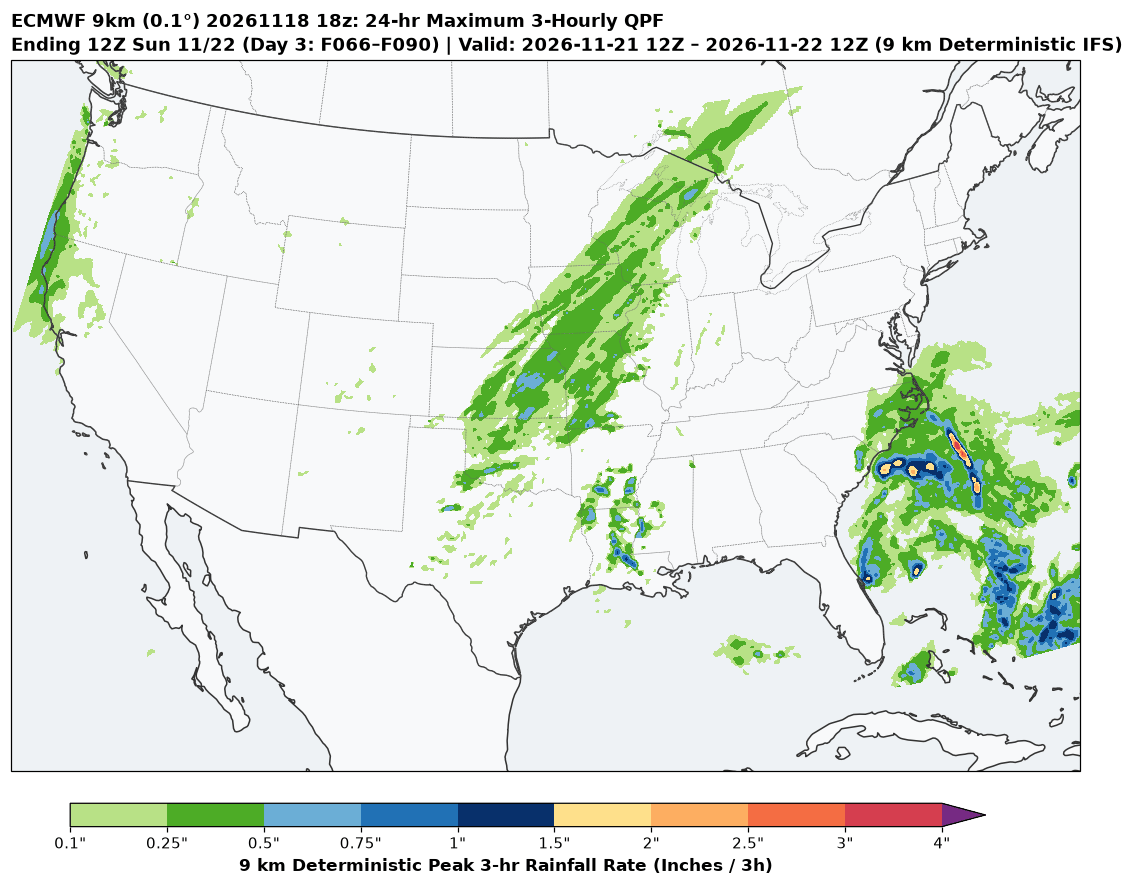 ECMWF 9km (0.1°) 20261118 18z: 24-hr Maximum 3-Hourly QPF
Ending 12Z Sun 11/22 (Day 3: F066–F090) | Valid: 2026-11-21 12Z – 2026-11-22 12Z (9 km Deterministic IFS)
0.1" 0.25" 0.5" 0.75" 1" 1.5" 2" 2.5" 3" 4"
9 km Deterministic Peak 3-hr Rainfall Rate (Inches / 3h)